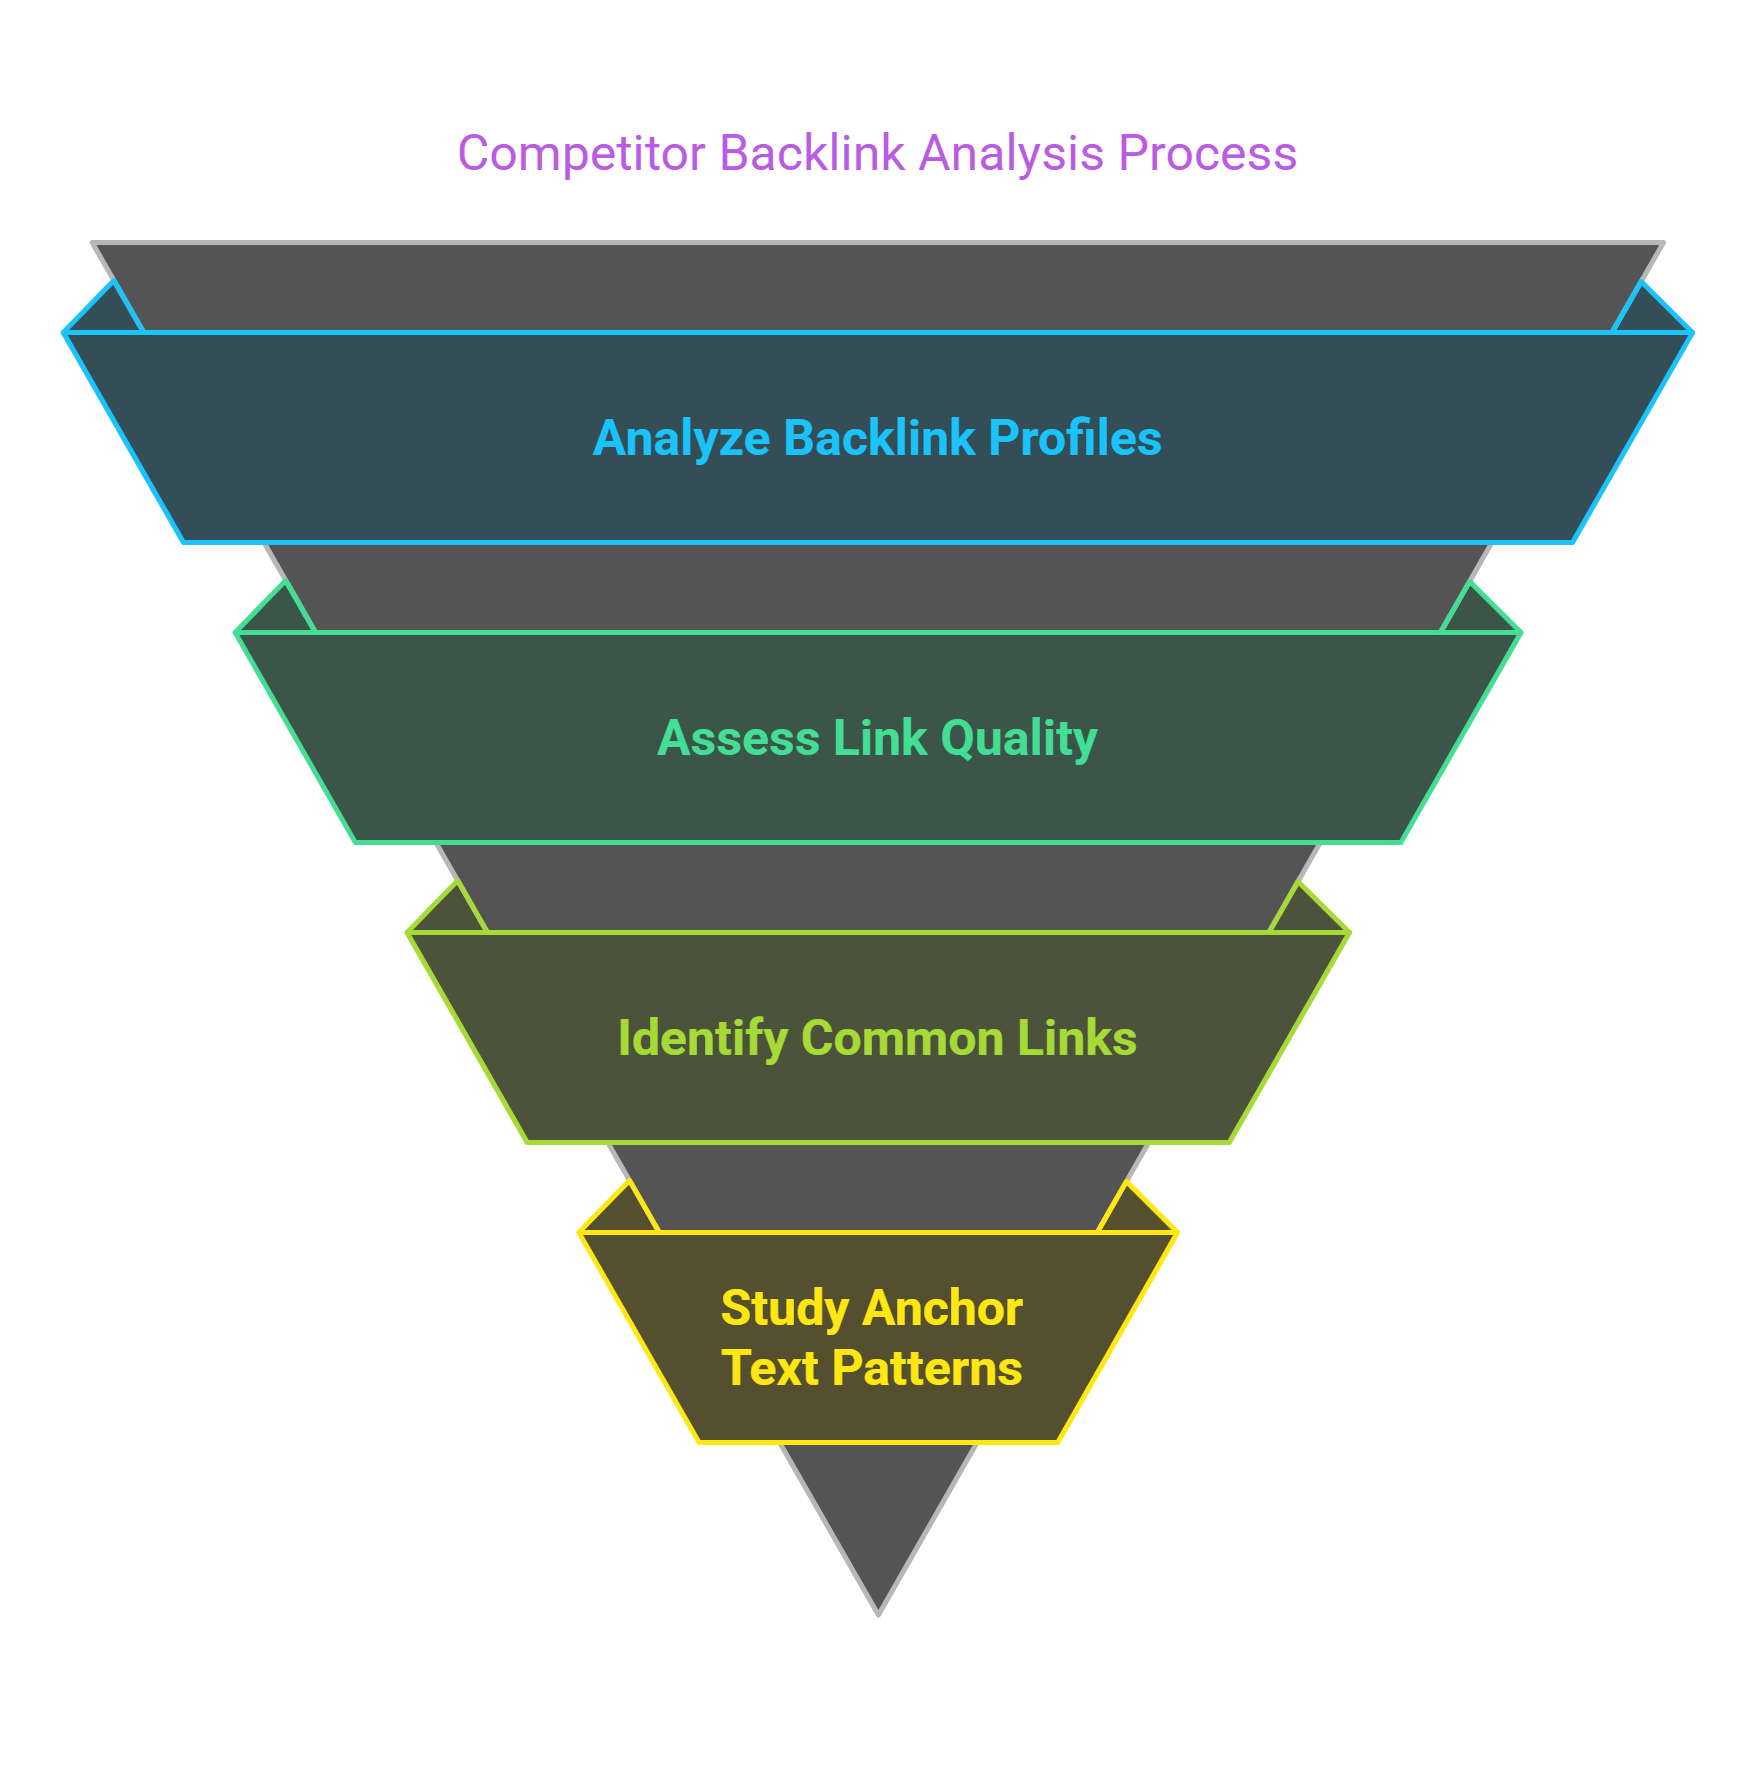 Competitor Backlink Analysis Process
Analyze Backlink Profiles
Assess Link Quality
Identify Common Links
Study Anchor
Text Patterns